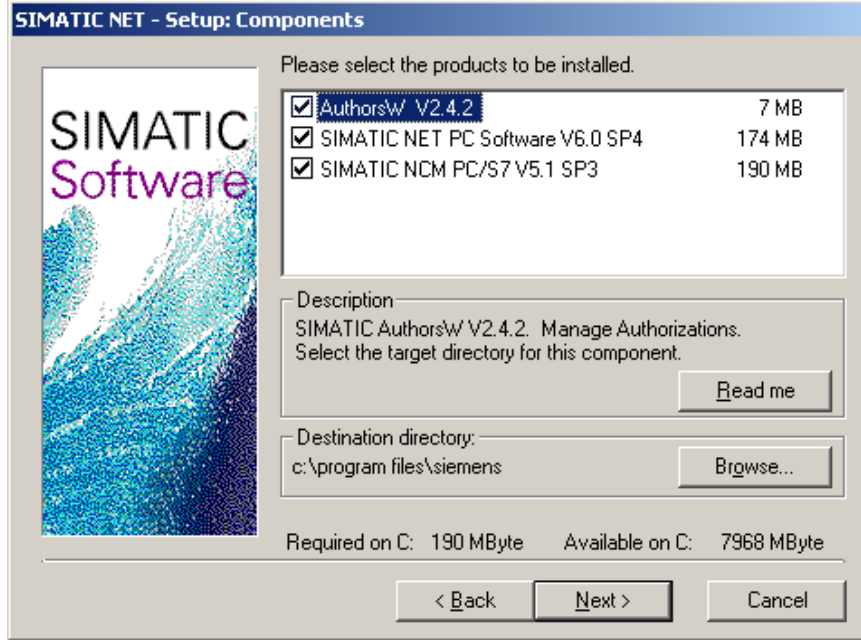 SIMATIC NET - Setup: Components
Please select the products to be installed.
SIMATIC
Software
AuthorsW V2.4.2 7 MB
SIMATIC NET PC Software V6.0 SP4 174 MB
SIMATIC NCM PC/S7 V5.1 SP3 190 MB
Description
SIMATIC AuthorsW V2.4.2. Manage Authorizations.
Select the target directory for this component.
Read me
Destination directory:
c:\program files\siemens
Browse...
Required on C: 190 MByte Available on C: 7968 MByte
< Back Next > Cancel